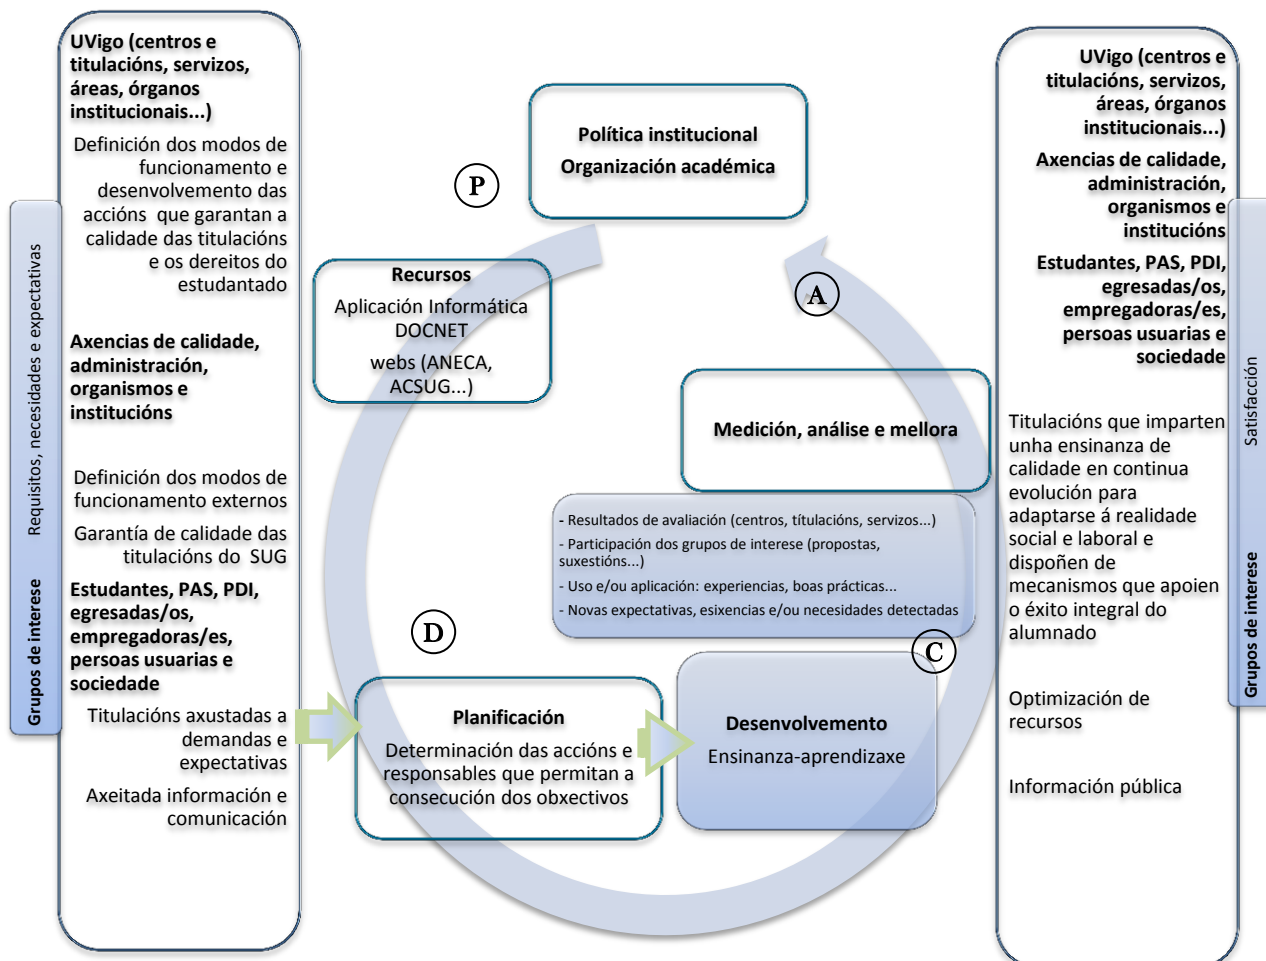 Grupos de interese
Requisitos, necesidades e expectativas
UVigo (centros e
titulacións, servizos,
áreas, órganos
institucionais...)
Definición dos modos de
funcionamento e
desenvolvemento das
accións que garantan a
calidade das titulacións
e os dereitos do
estudantado
Axencias de calidade,
administración,
organismos e
institucións
Definición dos modos de
funcionamento externos
Garantía de calidade das
titulacións do SUG
Estudantes, PAS, PDI,
egresadas/os,
empregadoras/es,
persoas usuarias e
sociedade
Titulacións axustadas a
demandas e
expectativas
Axeitada información e
comunicación
Política institucional
Organización académica
P
Recursos
Aplicación Informática
DOCNET
webs (ANECA,
ACSUG...)
A
Medición, análise e mellora
- Resultados de avaliación (centros, títulacións, servizos...)
- Participación dos grupos de interese (propostas,
suxestións...)
- Uso e/ou aplicación: experiencias, boas prácticas...
- Novas expectativas, esixencias e/ou necesidades detectadas
D
C
Planificación
Determinación das accións e
responsables que permitan a
consecución dos obxectivos
Desenvolvemento
Ensinanza-aprendizaxe
UVigo (centros e
titulacións, servizos,
áreas, órganos
institucionais...)
Axencias de calidade,
administración,
organismos e
institucións
Estudantes, PAS, PDI,
egresadas/os,
empregadoras/es,
persoas usuarias e
sociedade
Titulacións que imparten
unha ensinanza de
calidade en continua
evolución para
adaptarse á realidade
social e laboral e
dispoñen de
mecanismos que apoien
o éxito integral do
alumnado
Optimización de
recursos
Información pública
Grupos de interese
Satisfacción